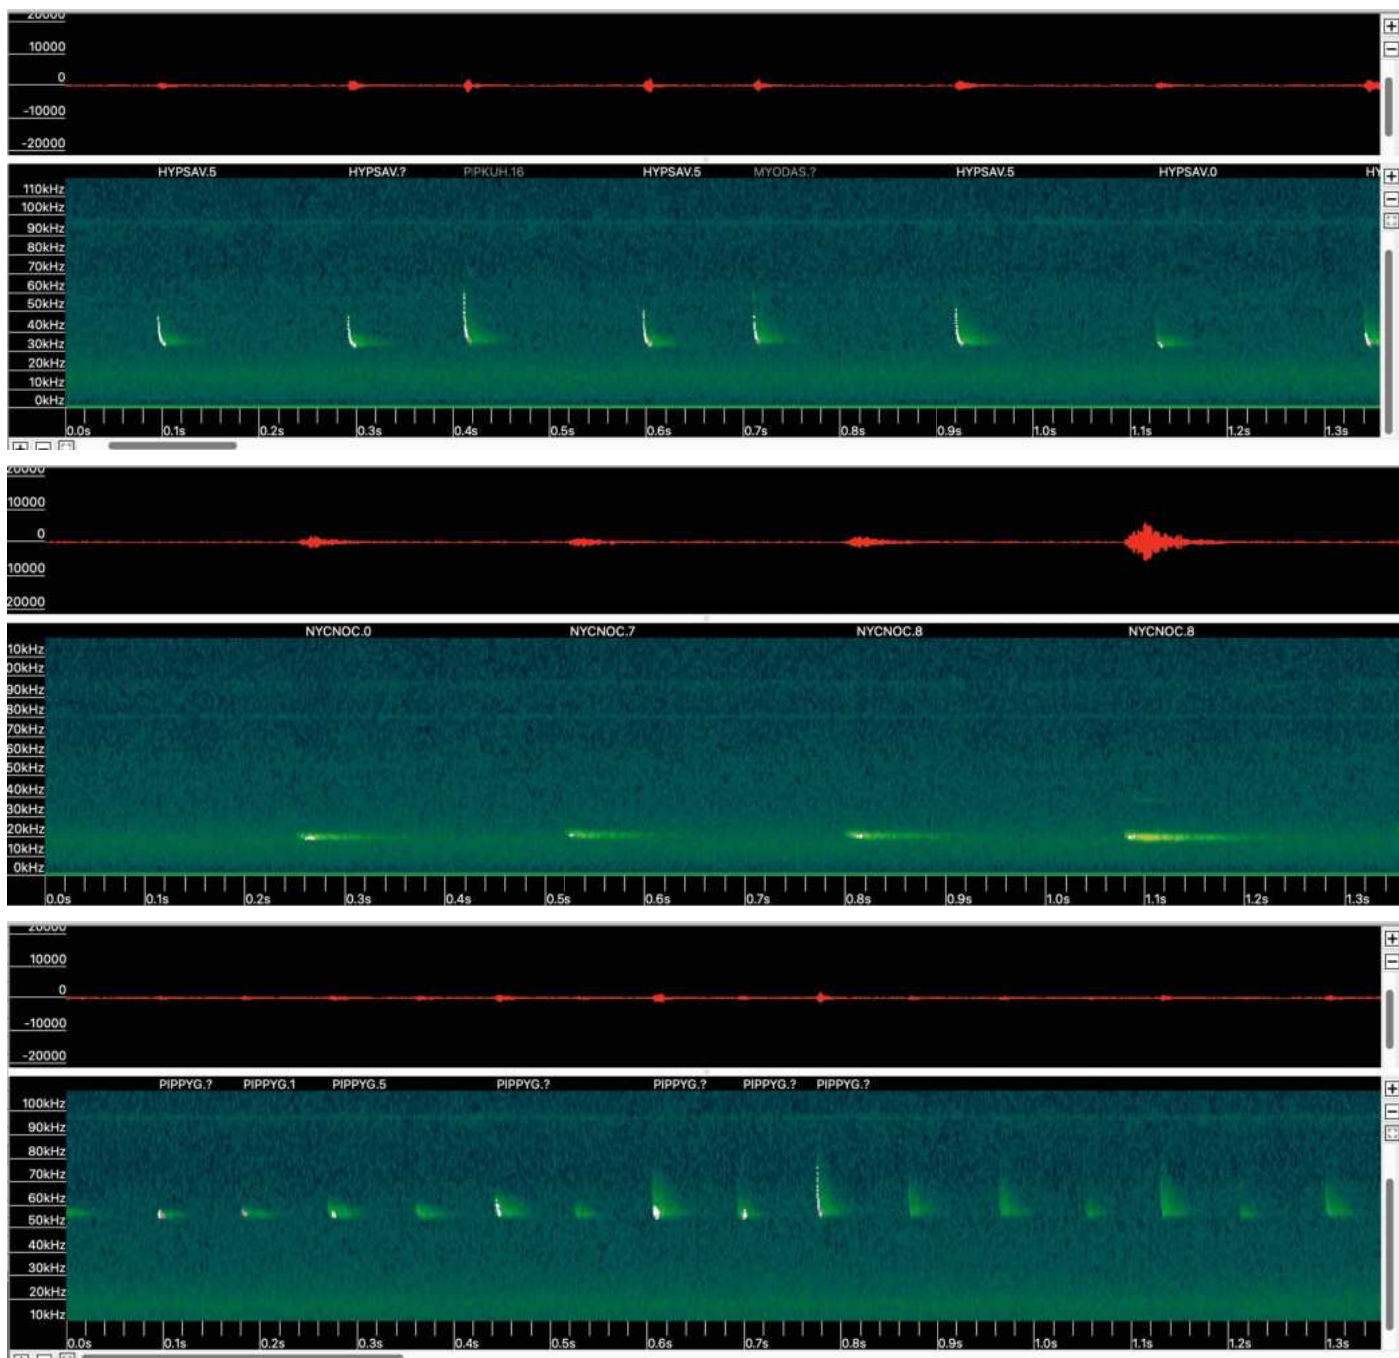 20000
10000
0
-10000
-20000
HYPSAV.5 HYPSAV.? PIPKUH.16 HYPSAV.5 MYODAS.? HYPSAV.5 HYPSAV.0 HY
110kHz
100kHz
90kHz
80kHz
70kHz
60kHz
50kHz
40kHz
30kHz
20kHz
10kHz
0kHz
0.0s 0.1s 0.2s 0.3s 0.4s 0.5s 0.6s 0.7s 0.8s 0.9s 1.0s 1.1s 1.2s 1.3s
20000
10000
0
10000
20000
NYCNOC.0 NYCNOC.7 NYCNOC.8 NYCNOC.8
10kHz
00kHz
90kHz
80kHz
70kHz
60kHz
50kHz
40kHz
30kHz
20kHz
10kHz
0kHz
0.0s 0.1s 0.2s 0.3s 0.4s 0.5s 0.6s 0.7s 0.8s 0.9s 1.0s 1.1s 1.2s 1.3s
20000
10000
0
-10000
-20000
PIPPYG.? PIPPYG.1 PIPPYG.5 PIPPYG.? PIPPYG.? PIPPYG.? PIPPYG.?
100kHz
90kHz
80kHz
70kHz
60kHz
50kHz
40kHz
30kHz
20kHz
10kHz
0.0s 0.1s 0.2s 0.3s 0.4s 0.5s 0.6s 0.7s 0.8s 0.9s 1.0s 1.1s 1.2s 1.3s